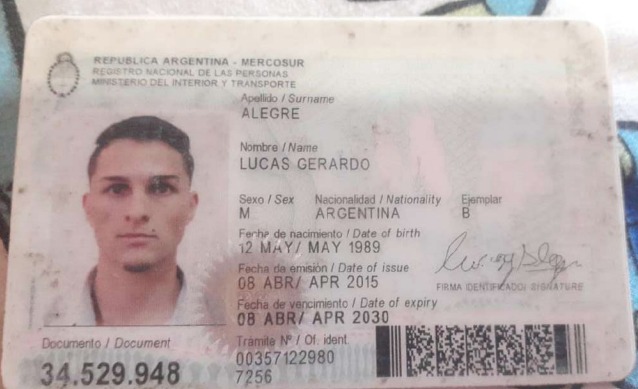 REPUBLICA ARGENTINA - MERCOSUR
REGISTRO NACIONAL DE LAS PERSONAS
MINISTERIO DEL INTERIOR Y TRANSPORTE
Apellido / Surname
ALEGRE
Nombre / Name
LUCAS GERARDO
Sexo / Sex Nacionalidad / Nationality Ejemplar
M ARGENTINA B
Fecha de nacimiento / Date of birth
12 MAY/ MAY 1989
Fecha de emisión / Date of issue
08 ABR/ APR 2015
FIRMA IDENTIFICADO/ SIGNATURE
Fecha de vencimiento / Date of expiry
08 ABR/ APR 2030
Documento / Document
34.529.948
Trámite Nº / Of. ident.
00357122980
7256